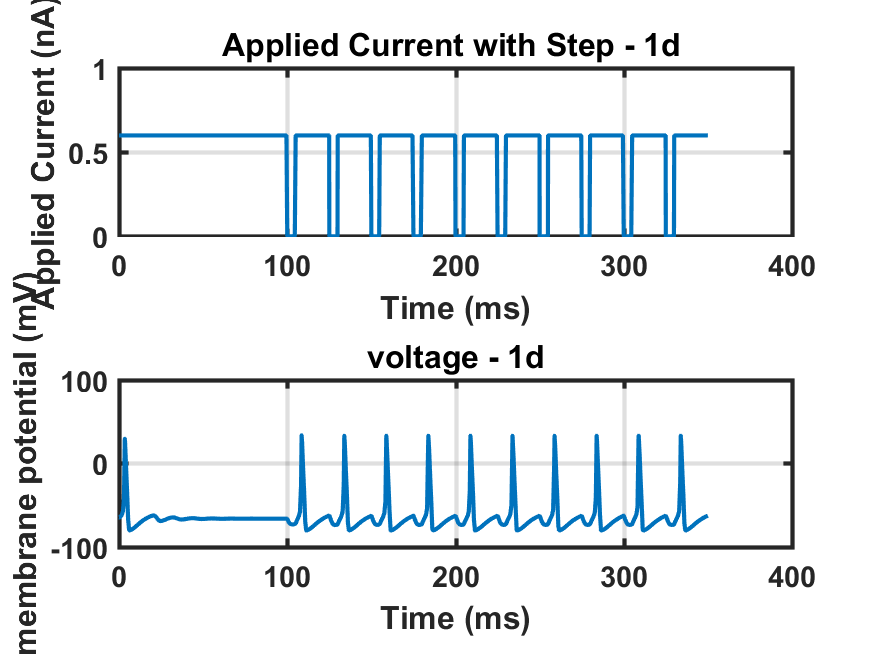 Applied Current with Step - 1d
Applied Current (nA)
1
0.5
0
0 100 200 300 400
Time (ms)
voltage - 1d
membrane potential (mV)
100
0
-100
0 100 200 300 400
Time (ms)